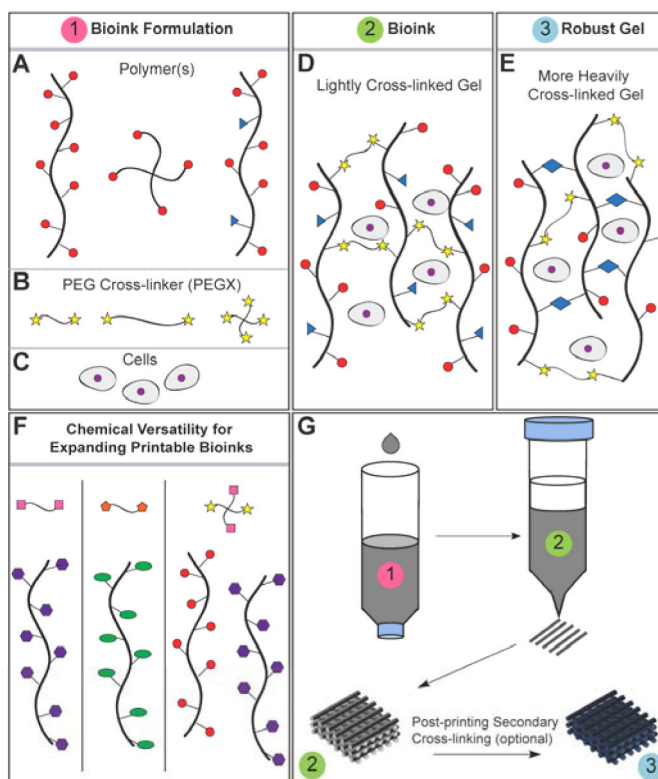 1 Bioink Formulation
2 Bioink
3 Robust Gel
A
Polymer(s)
B
PEG Cross-linker (PEGX)
C
Cells
D
Lightly Cross-linked Gel
E
More Heavily
Cross-linked Gel
F
Chemical Versatility for
Expanding Printable Bioinks
G
1
2
2
Post-printing Secondary
Cross-linking (optional)
3